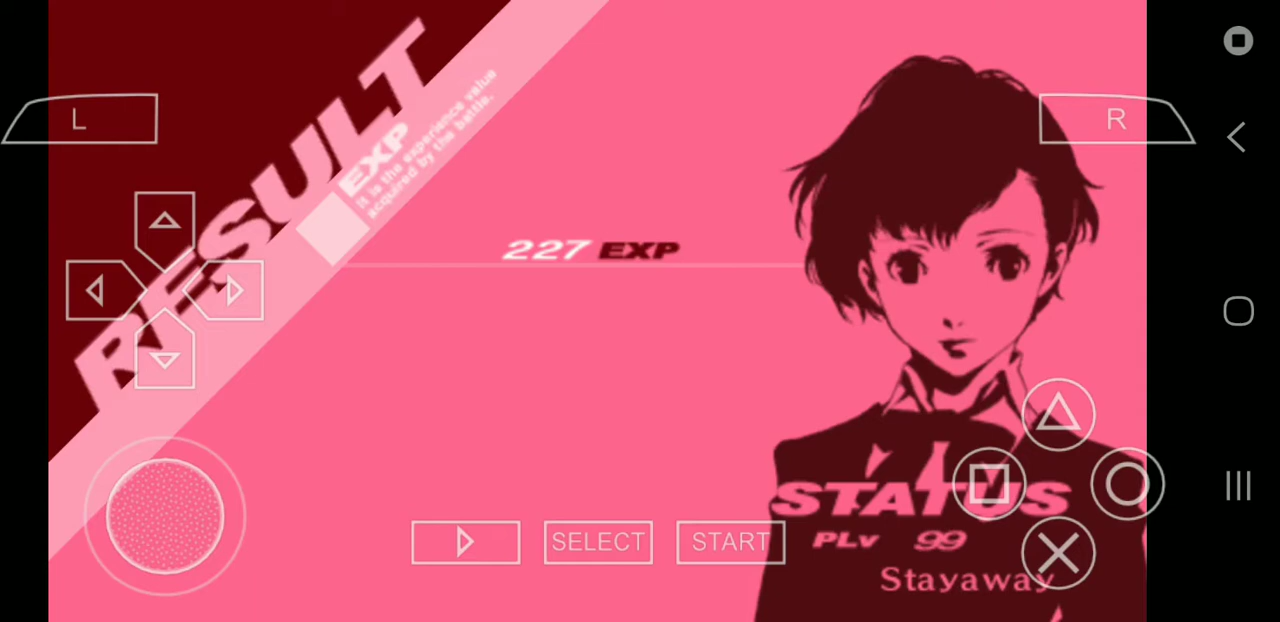 RESULT
EXP
it is the experience value
acquired by the battle.
L
R
227 EXP
STATUS
PLv 99
Stayaway
SELECT
START